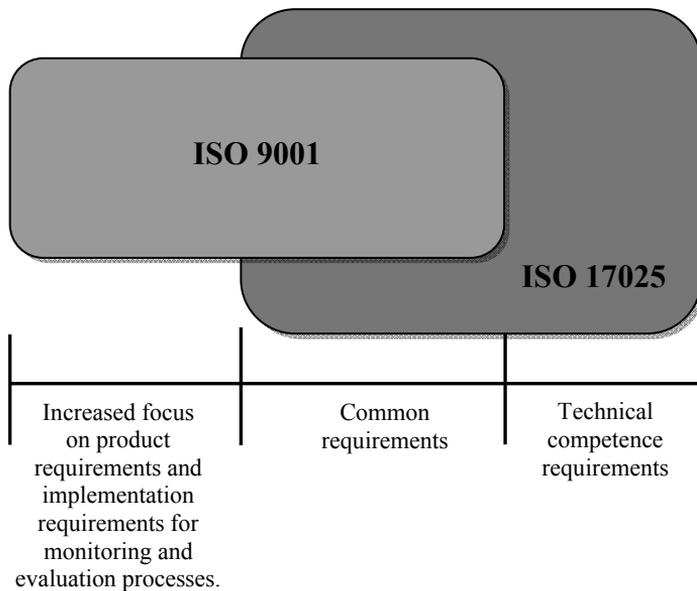 ISO 9001
ISO 17025
Increased focus
on product
requirements and
implementation
requirements for
monitoring and
evaluation processes.
Common
requirements
Technical
competence
requirements